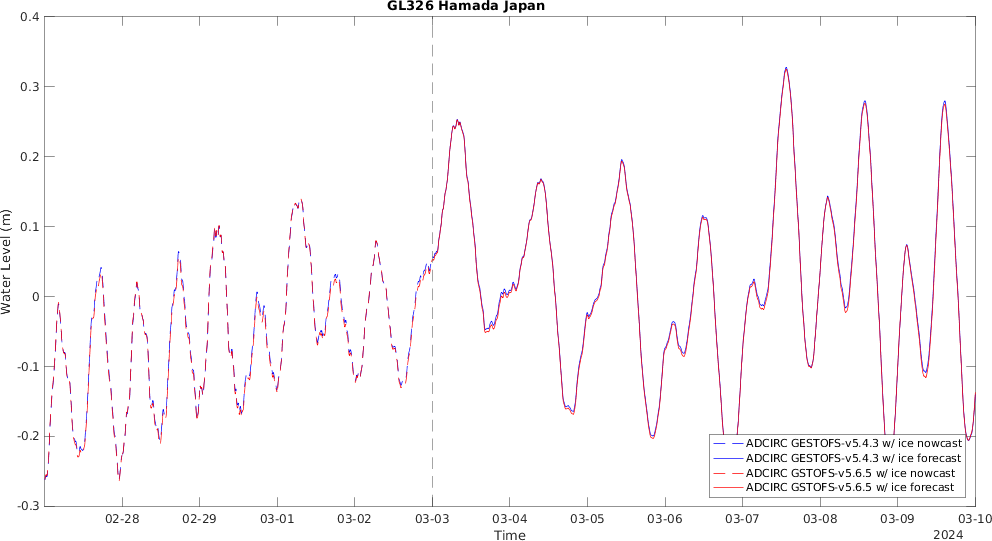 GL326 Hamada Japan
0.4
0.3
0.2
0.1
0
-0.1
-0.2
-0.3
Water Level (m)
ADCIRC GESTOFS-v5.4.3 w/ ice nowcast
ADCIRC GESTOFS-v5.4.3 w/ ice forecast
ADCIRC GSTOFS-v5.6.5 w/ ice nowcast
ADCIRC GSTOFS-v5.6.5 w/ ice forecast
02-28 02-29 03-01 03-02 03-03 03-04 03-05 03-06 03-07 03-08 03-09 03-10
Time
2024